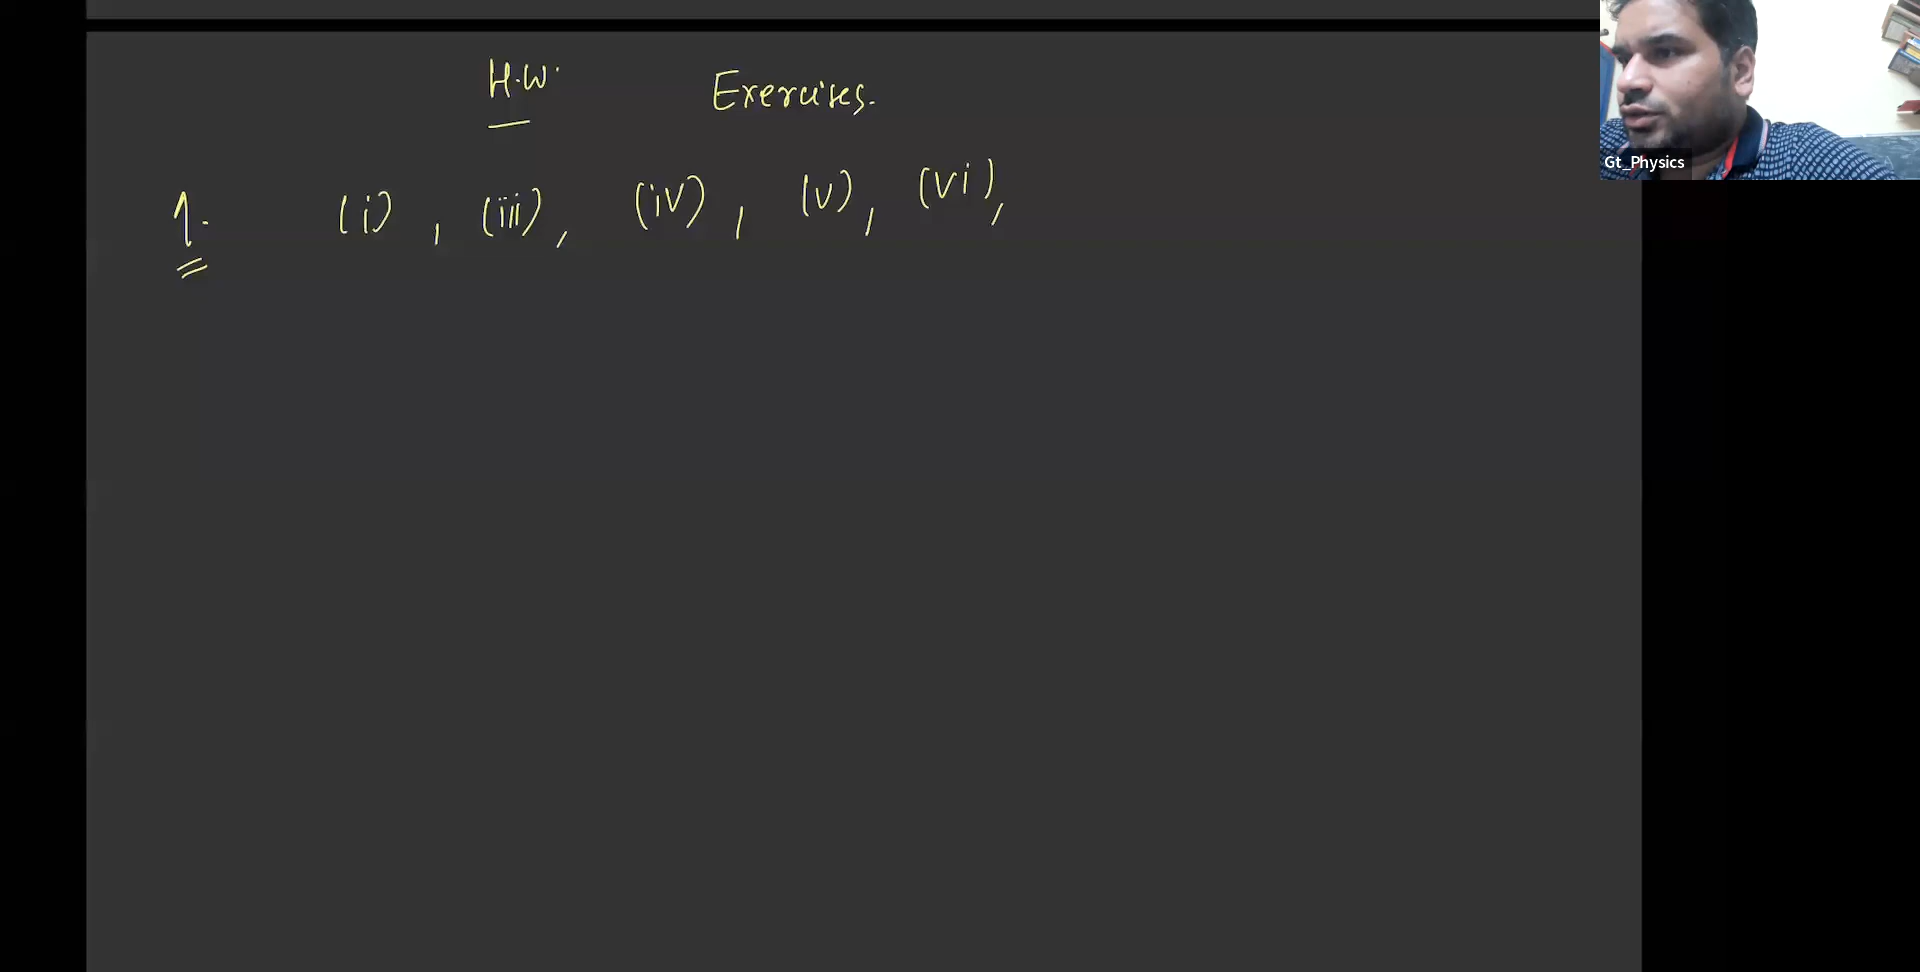 H.W. Exercises.
Gt_Physics
1. (i), (iii), (iv), (v), (vi),